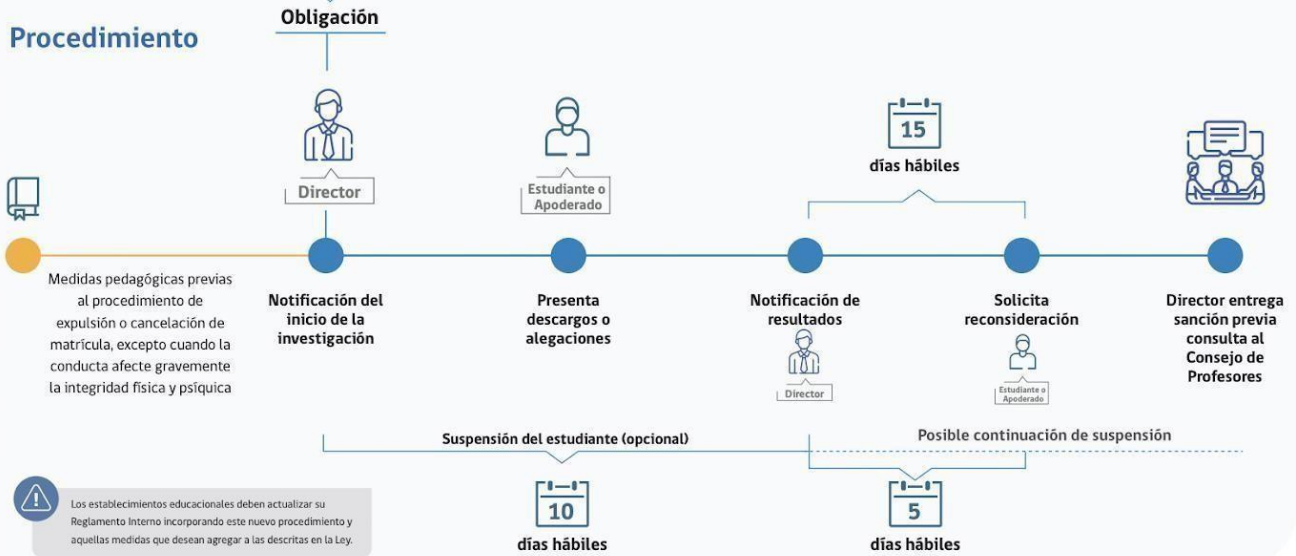 Procedimiento
Obligación
Director
Estudiante o
Apoderado
15
días hábiles
Medidas pedagógicas previas
al procedimiento de
expulsión o cancelación de
matrícula, excepto cuando la
conducta afecte gravemente
la integridad física y psíquica
Notificación del
inicio de la
investigación
Presenta
descargos o
alegaciones
Notificación de
resultados
Director
Solicita
reconsideración
Estudiante o
Apoderado
Director entrega
sanción previa
consulta al
Consejo de
Profesores
Suspensión del estudiante (opcional)
Posible continuación de suspensión
10
días hábiles
5
días hábiles
Los establecimientos educacionales deben actualizar su
Reglamento Interno incorporando este nuevo procedimiento y
aquellas medidas que desean agregar a las descritas en la Ley.